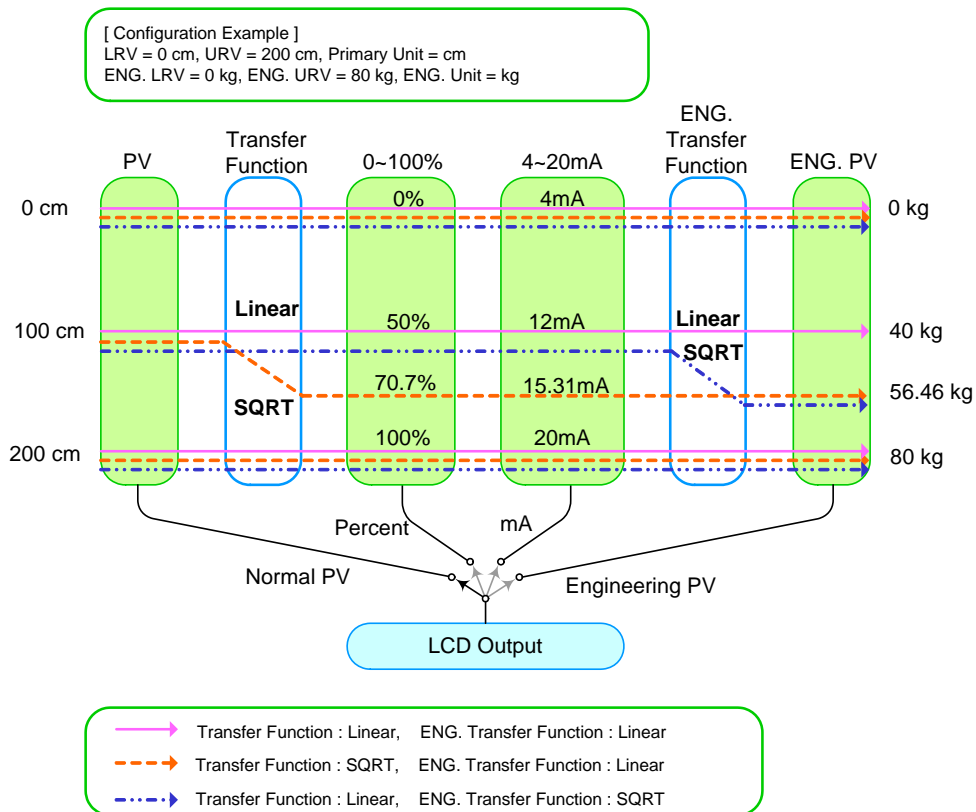 [ Configuration Example ]
LRV = 0 cm, URV = 200 cm, Primary Unit = cm
ENG. LRV = 0 kg, ENG. URV = 80 kg, ENG. Unit = kg
PV
Transfer
Function
0~100%
4~20mA
ENG.
Transfer
Function
ENG. PV
0 cm
0%
4mA
0 kg
Linear
100 cm
50%
12mA
Linear
40 kg
SQRT
70.7%
15.31mA
56.46 kg
SQRT
200 cm
100%
20mA
80 kg
Percent
mA
Normal PV
Engineering PV
LCD Output
Transfer Function : Linear, ENG. Transfer Function : Linear
Transfer Function : SQRT, ENG. Transfer Function : Linear
Transfer Function : Linear, ENG. Transfer Function : SQRT